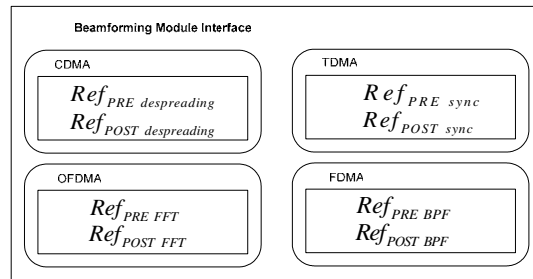 Beamforming Module Interface
CDMA
Ref PRE despreading
Ref POST despreading
TDMA
Ref PRE sync
Ref POST sync
OFDMA
Ref PRE FFT
Ref POST FFT
FDMA
Ref PRE BPF
Ref POST BPF